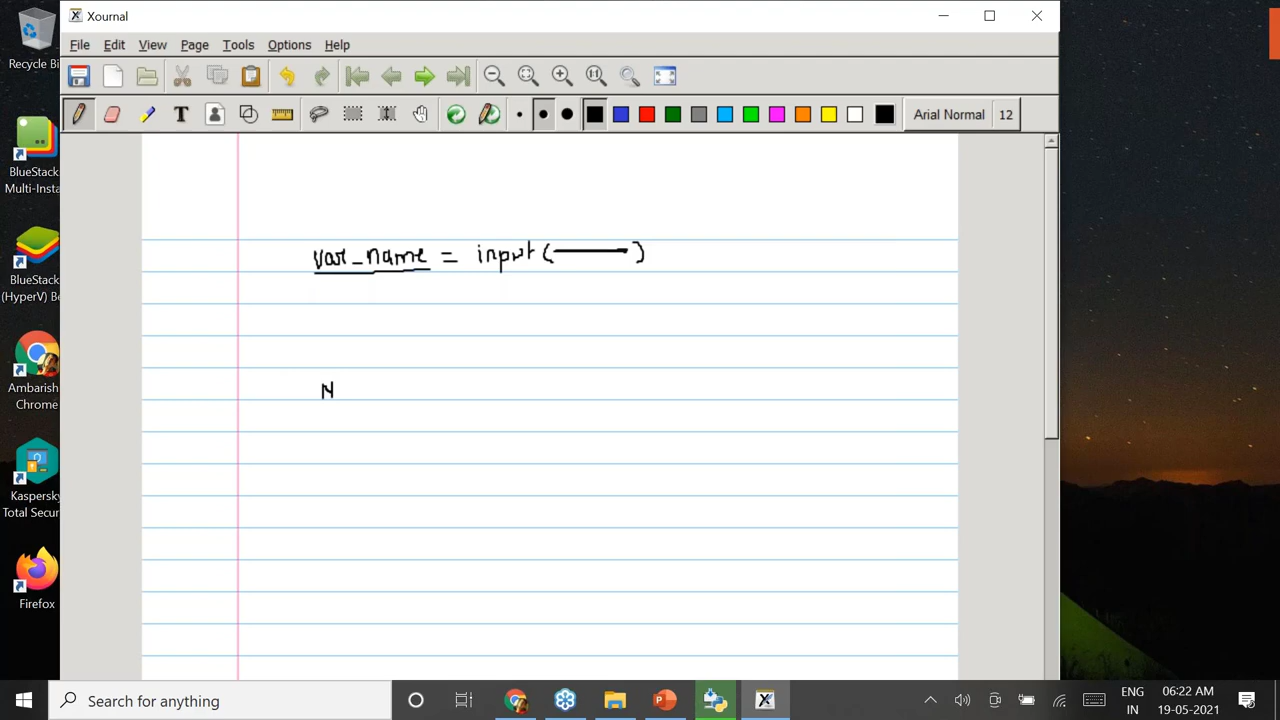 Xournal
Recycle Bi
File Edit View Page Tools Options Help
Arial Normal 12
BlueStack
Multi-Insta
var_name = input( ——— )
BlueStack
(HyperV) Be
N
Ambarish
Chrome
Kaspersky
Total Secur
Firefox
Search for anything
ENG
IN
06:22 AM
19-05-2021